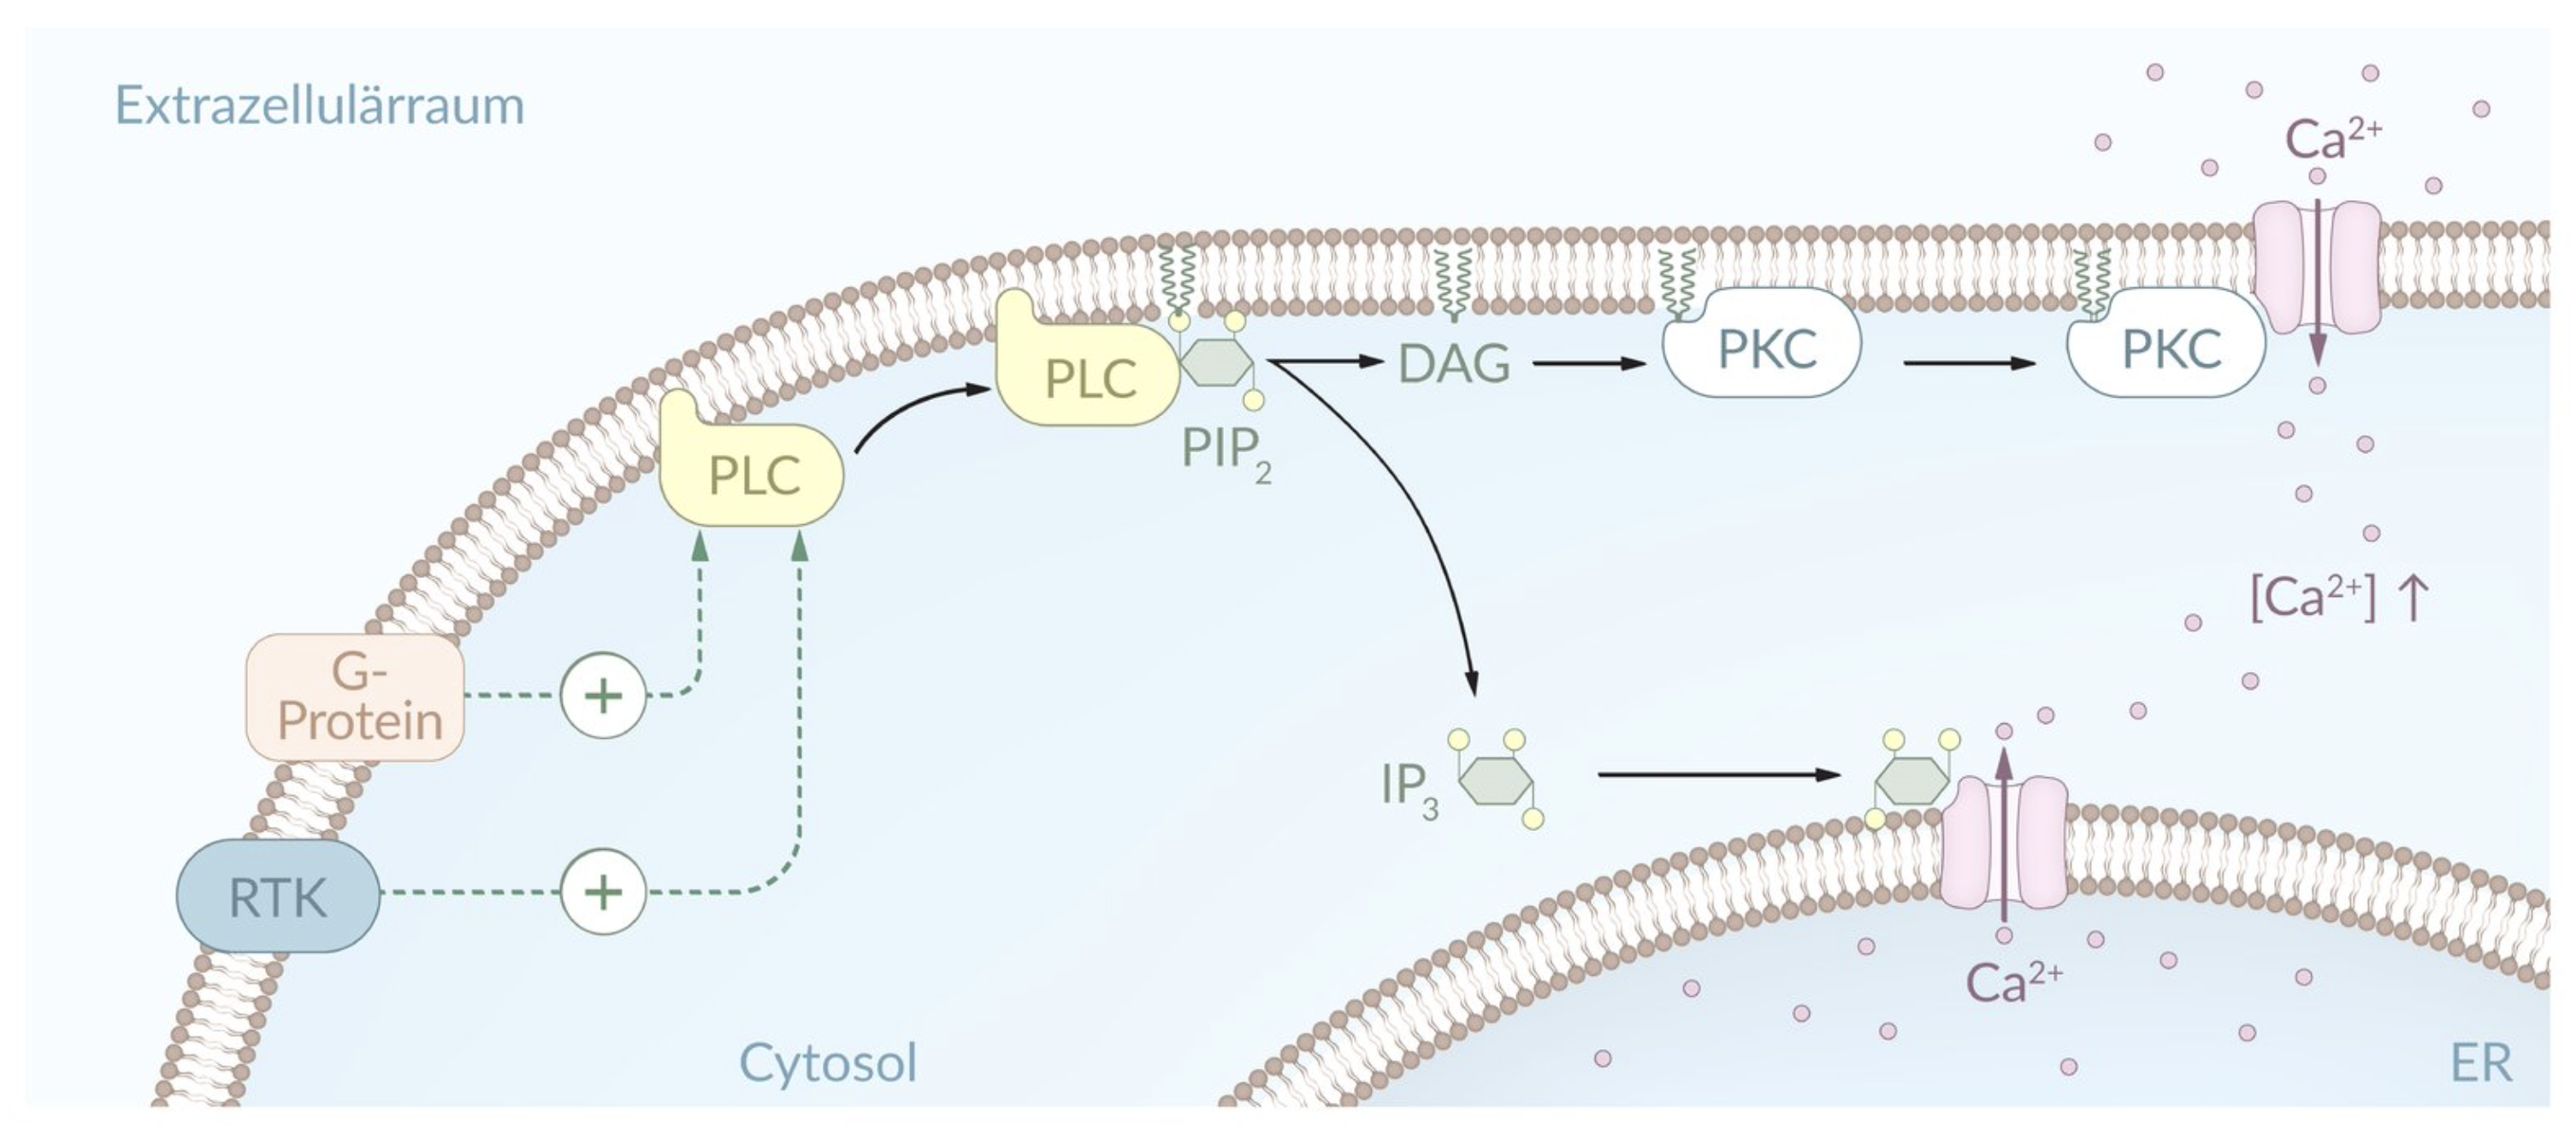 Extrazellulärraum
Ca²⁺
PLC
PIP₂
DAG
PKC
PKC
PLC
[Ca²⁺] ↑
G-
Protein
+
IP₃
RTK
+
Ca²⁺
Cytosol
ER